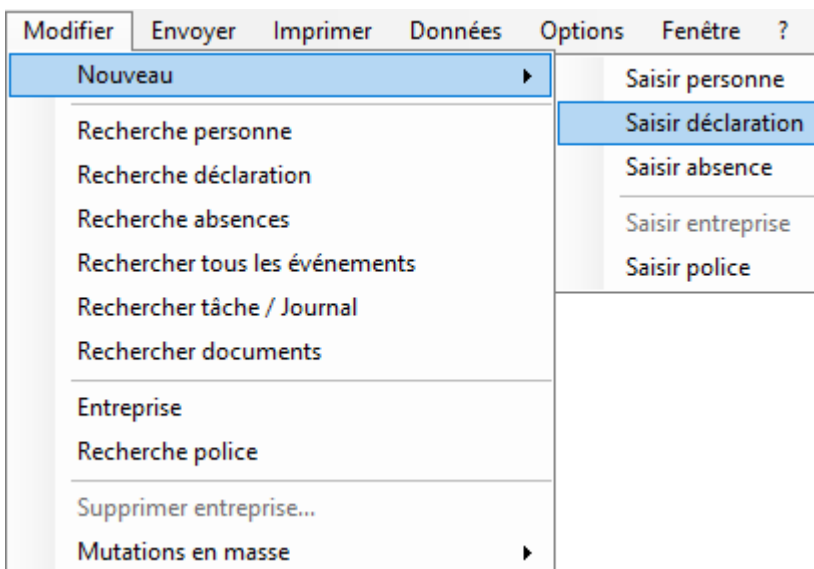 Modifier Envoyer Imprimer Données Options Fenêtre ?
Nouveau
Saisir personne
Saisir déclaration
Saisir absence
Saisir entreprise
Saisir police
Recherche personne
Recherche déclaration
Recherche absences
Rechercher tous les événements
Rechercher tâche / Journal
Rechercher documents
Entreprise
Recherche police
Supprimer entreprise...
Mutations en masse